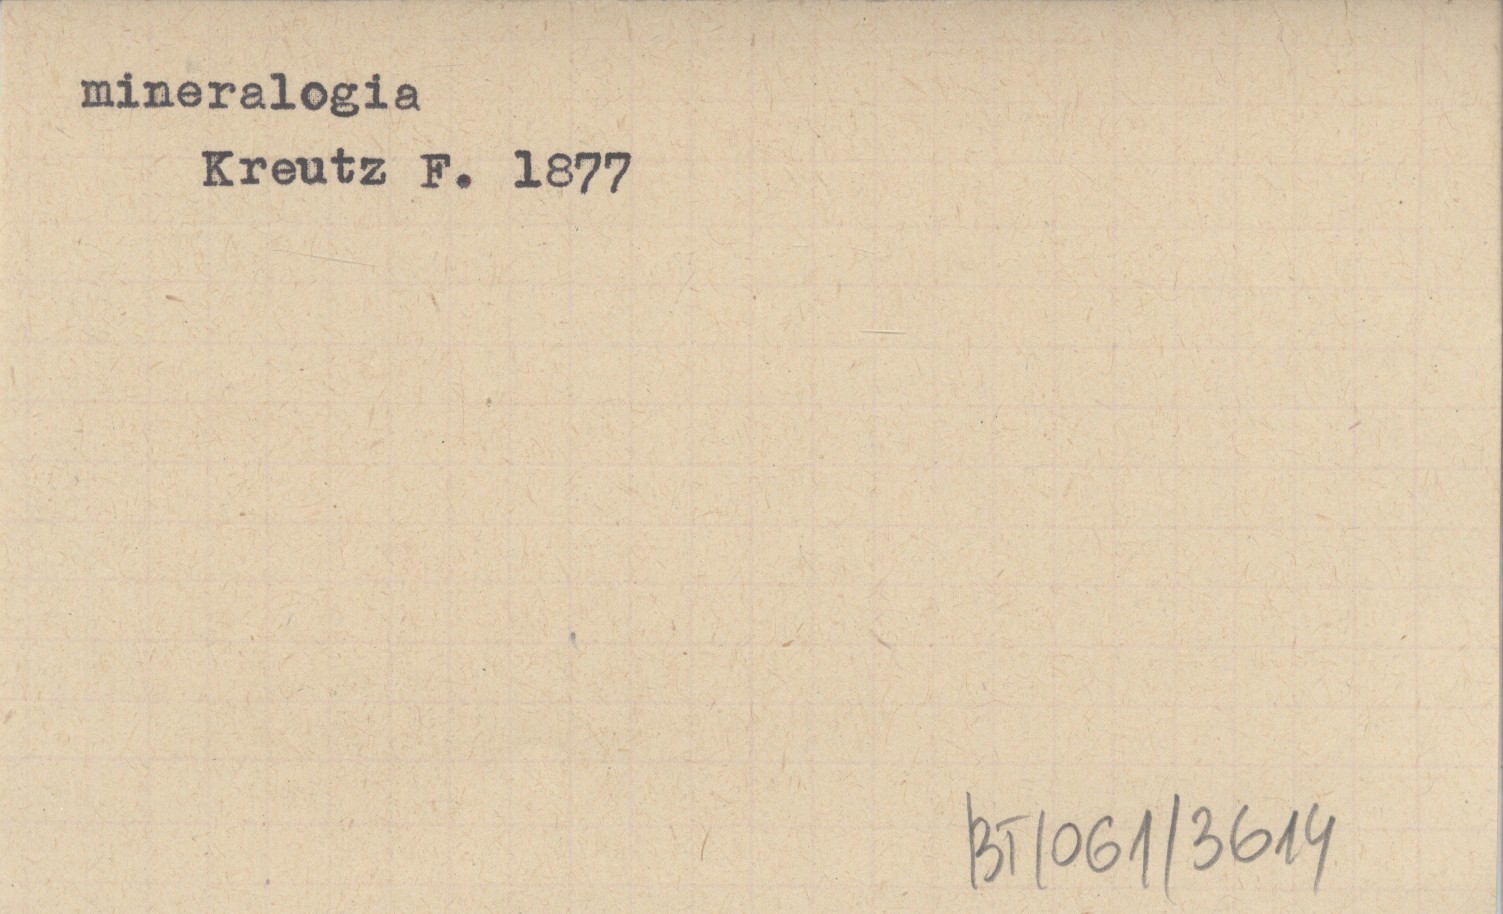 mineralogia
Kreutz F. 1877
BT/061/3614